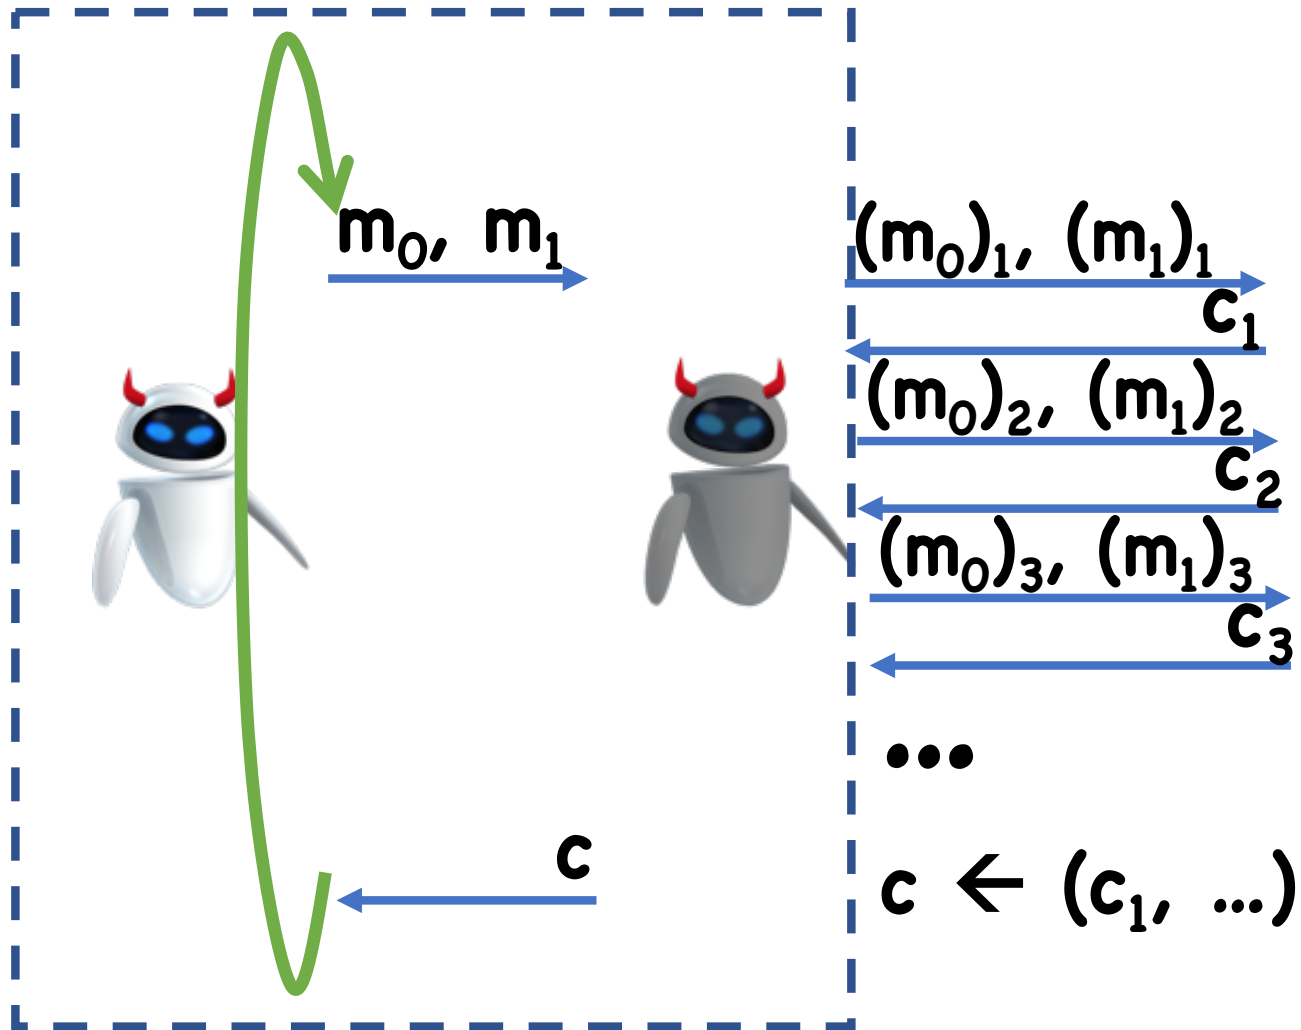 m₀, m₁
(m₀)₁, (m₁)₁
c₁
(m₀)₂, (m₁)₂
c₂
(m₀)₃, (m₁)₃
c₃
...
c
c ← (c₁, ...)